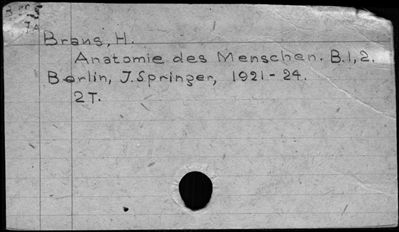 Braus, H.
Anatomie des Menschen. B.1, 2.
Berlin, J. Springer, 1921-24.
2T.